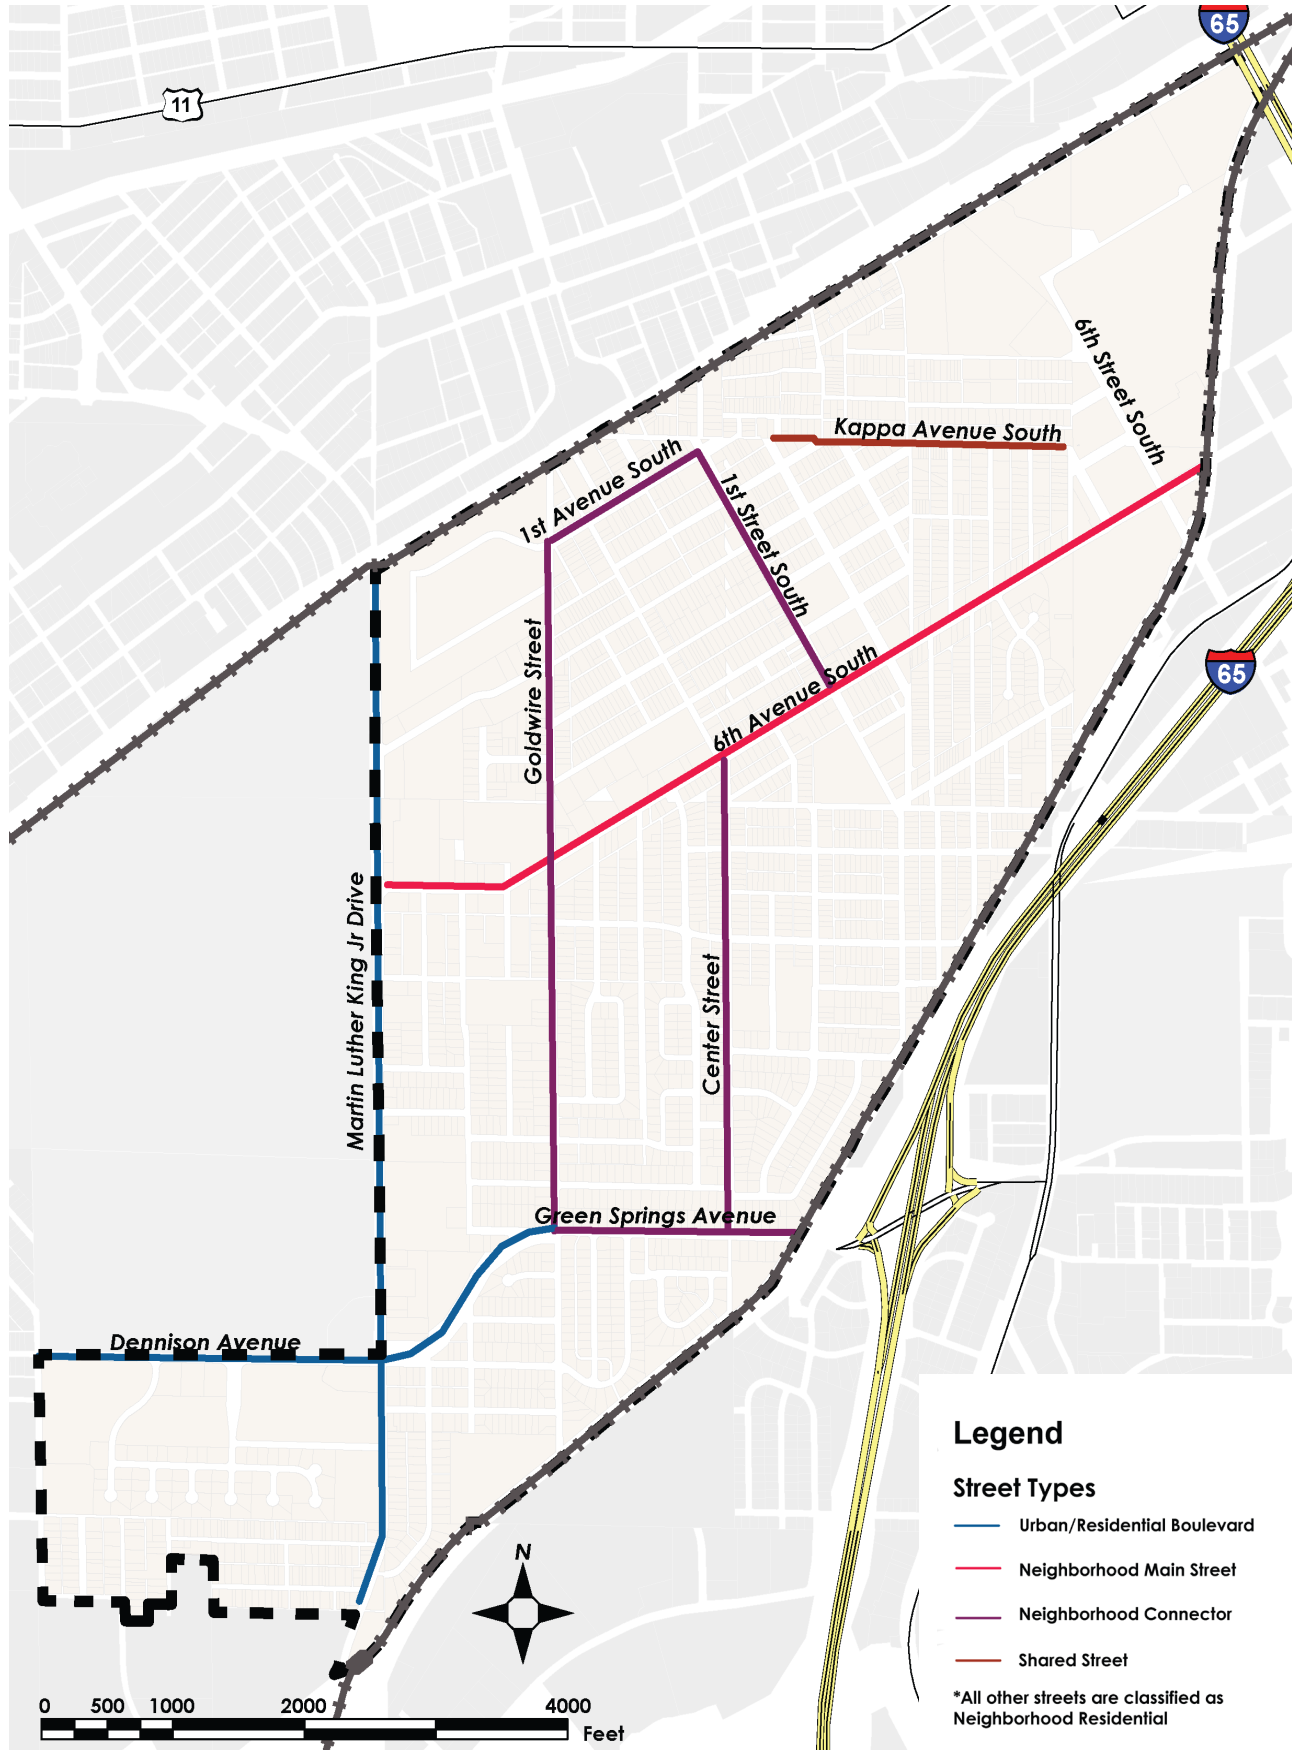 65
11
6th Street South
Kappa Avenue South
1st Avenue South
1st Street South
Goldwire Street
6th Avenue South
65
Martin Luther King Jr Drive
Center Street
Green Springs Avenue
Dennison Avenue
Legend
Street Types
Urban/Residential Boulevard
Neighborhood Main Street
Neighborhood Connector
Shared Street
*All other streets are classified as
Neighborhood Residential
N
0 500 1000 2000 4000
Feet